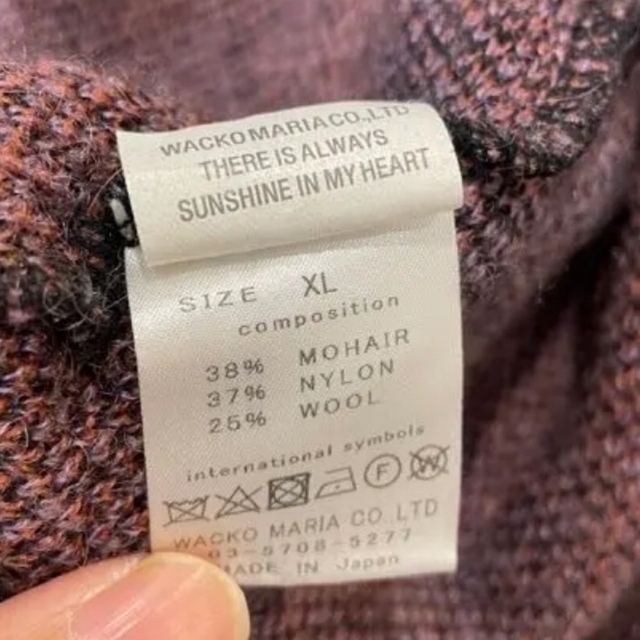 WACKO MARIA CO., LTD
THERE IS ALWAYS
SUNSHINE IN MY HEART
SIZE XL
composition
38% MOHAIR
37% NYLON
25% WOOL
international symbols
F W
WACKO MARIA CO.,LTD
03-5708-5277
MADE IN Japan